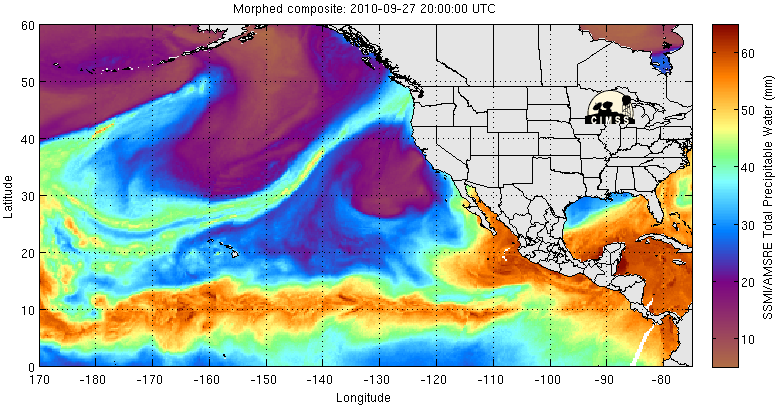 Morphed composite: 2010-09-27 20:00:00 UTC
60
50
40
30
20
10
0
Latitude
170 -180 -170 -160 -150 -140 -130 -120 -110 -100 -90 -80
Longitude
CIMSS
60
50
40
30
20
10
SSMI/AMSRE Total Precipitable Water (mm)